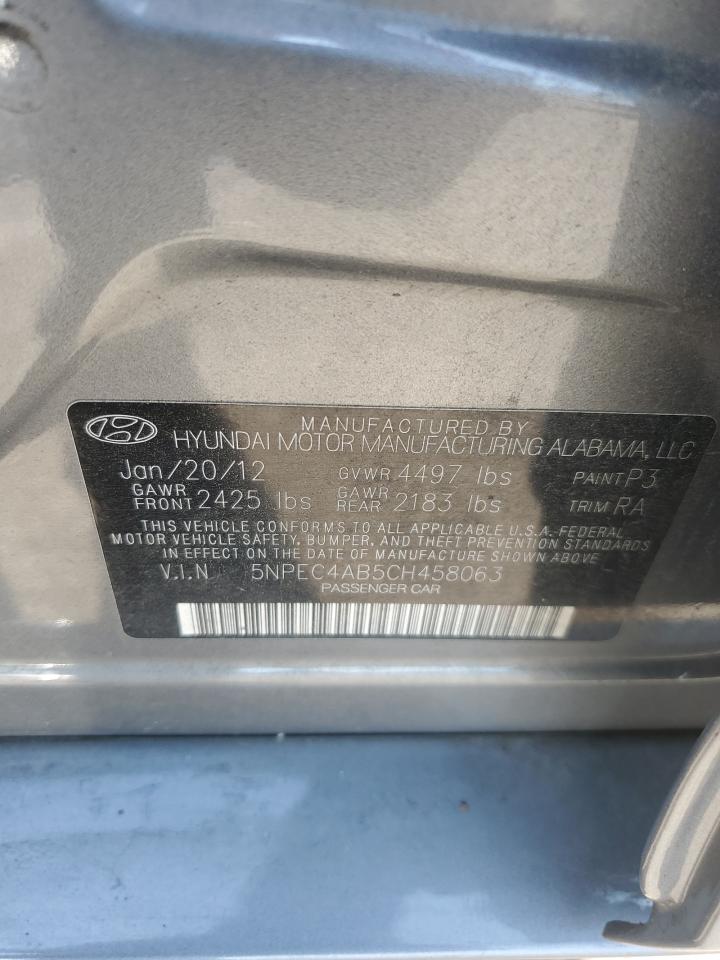 MANUFACTURED BY
HYUNDAI MOTOR MANUFACTURING ALABAMA, LLC
Jan/20/12 GVWR 4497 lbs PAINT P3
GAWR FRONT 2425 lbs GAWR REAR 2183 lbs TRIM RA
THIS VEHICLE CONFORMS TO ALL APPLICABLE U.S.A. FEDERAL
MOTOR VEHICLE SAFETY, BUMPER, AND THEFT PREVENTION STANDARDS
IN EFFECT ON THE DATE OF MANUFACTURE SHOWN ABOVE
V.I.N 5NPEC4AB5CH458063
PASSENGER CAR